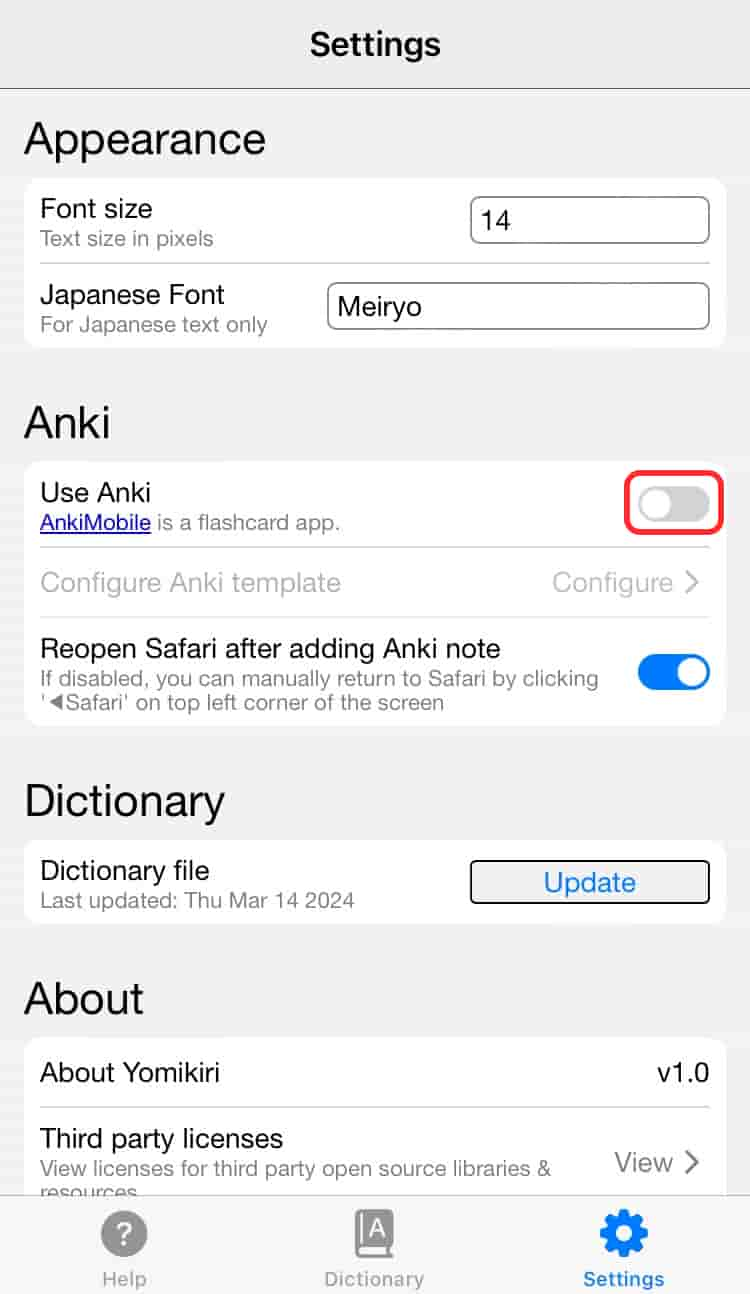 Settings
Appearance
Font size
Text size in pixels
14
Japanese Font
For Japanese text only
Meiryo
Anki
Use Anki
AnkiMobile is a flashcard app.
Configure Anki template
Configure
Reopen Safari after adding Anki note
If disabled, you can manually return to Safari by clicking
'◀Safari' on top left corner of the screen
Dictionary
Dictionary file
Last updated: Thu Mar 14 2024
Update
About
About Yomikiri
v1.0
Third party licenses
View licenses for third party open source libraries &
resources
View
?
A
Help
Dictionary
Settings